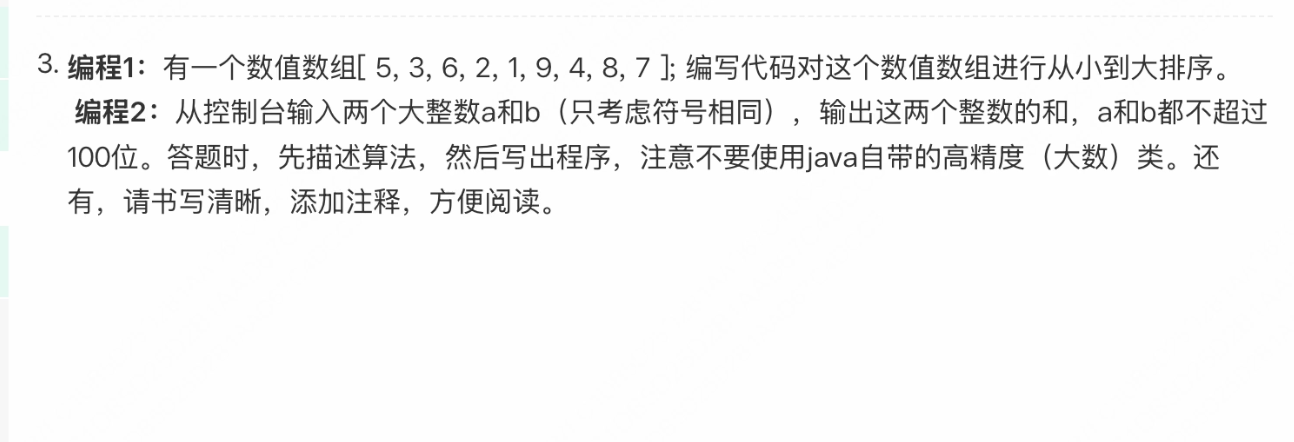 3. 编程1：有一个数值数组[ 5, 3, 6, 2, 1, 9, 4, 8, 7 ]; 编写代码对这个数值数组进行从小到大排序。
编程2：从控制台输入两个大整数a和b（只考虑符号相同），输出这两个整数的和，a和b都不超过
100位。答题时，先描述算法，然后写出程序，注意不要使用java自带的高精度（大数）类。还
有，请书写清晰，添加注释，方便阅读。